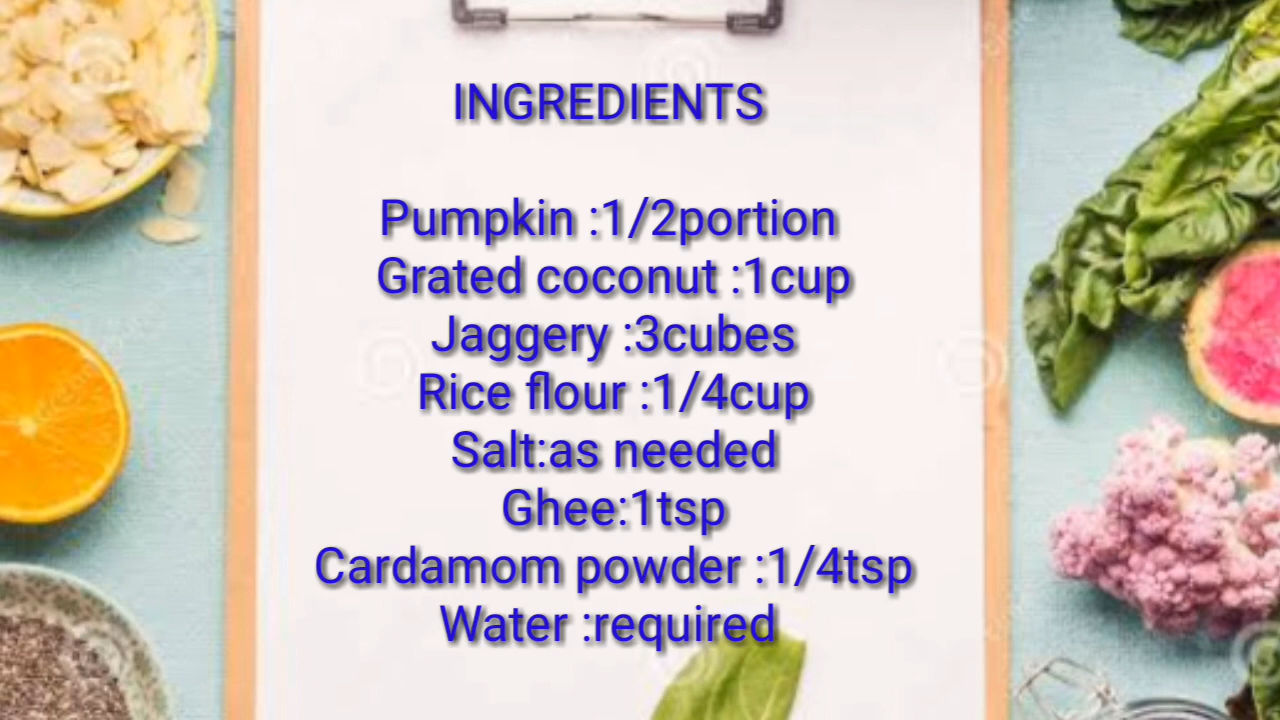 INGREDIENTS
Pumpkin :1/2portion
Grated coconut :1cup
Jaggery :3cubes
Rice flour :1/4cup
Salt:as needed
Ghee:1tsp
Cardamom powder :1/4tsp
Water :required